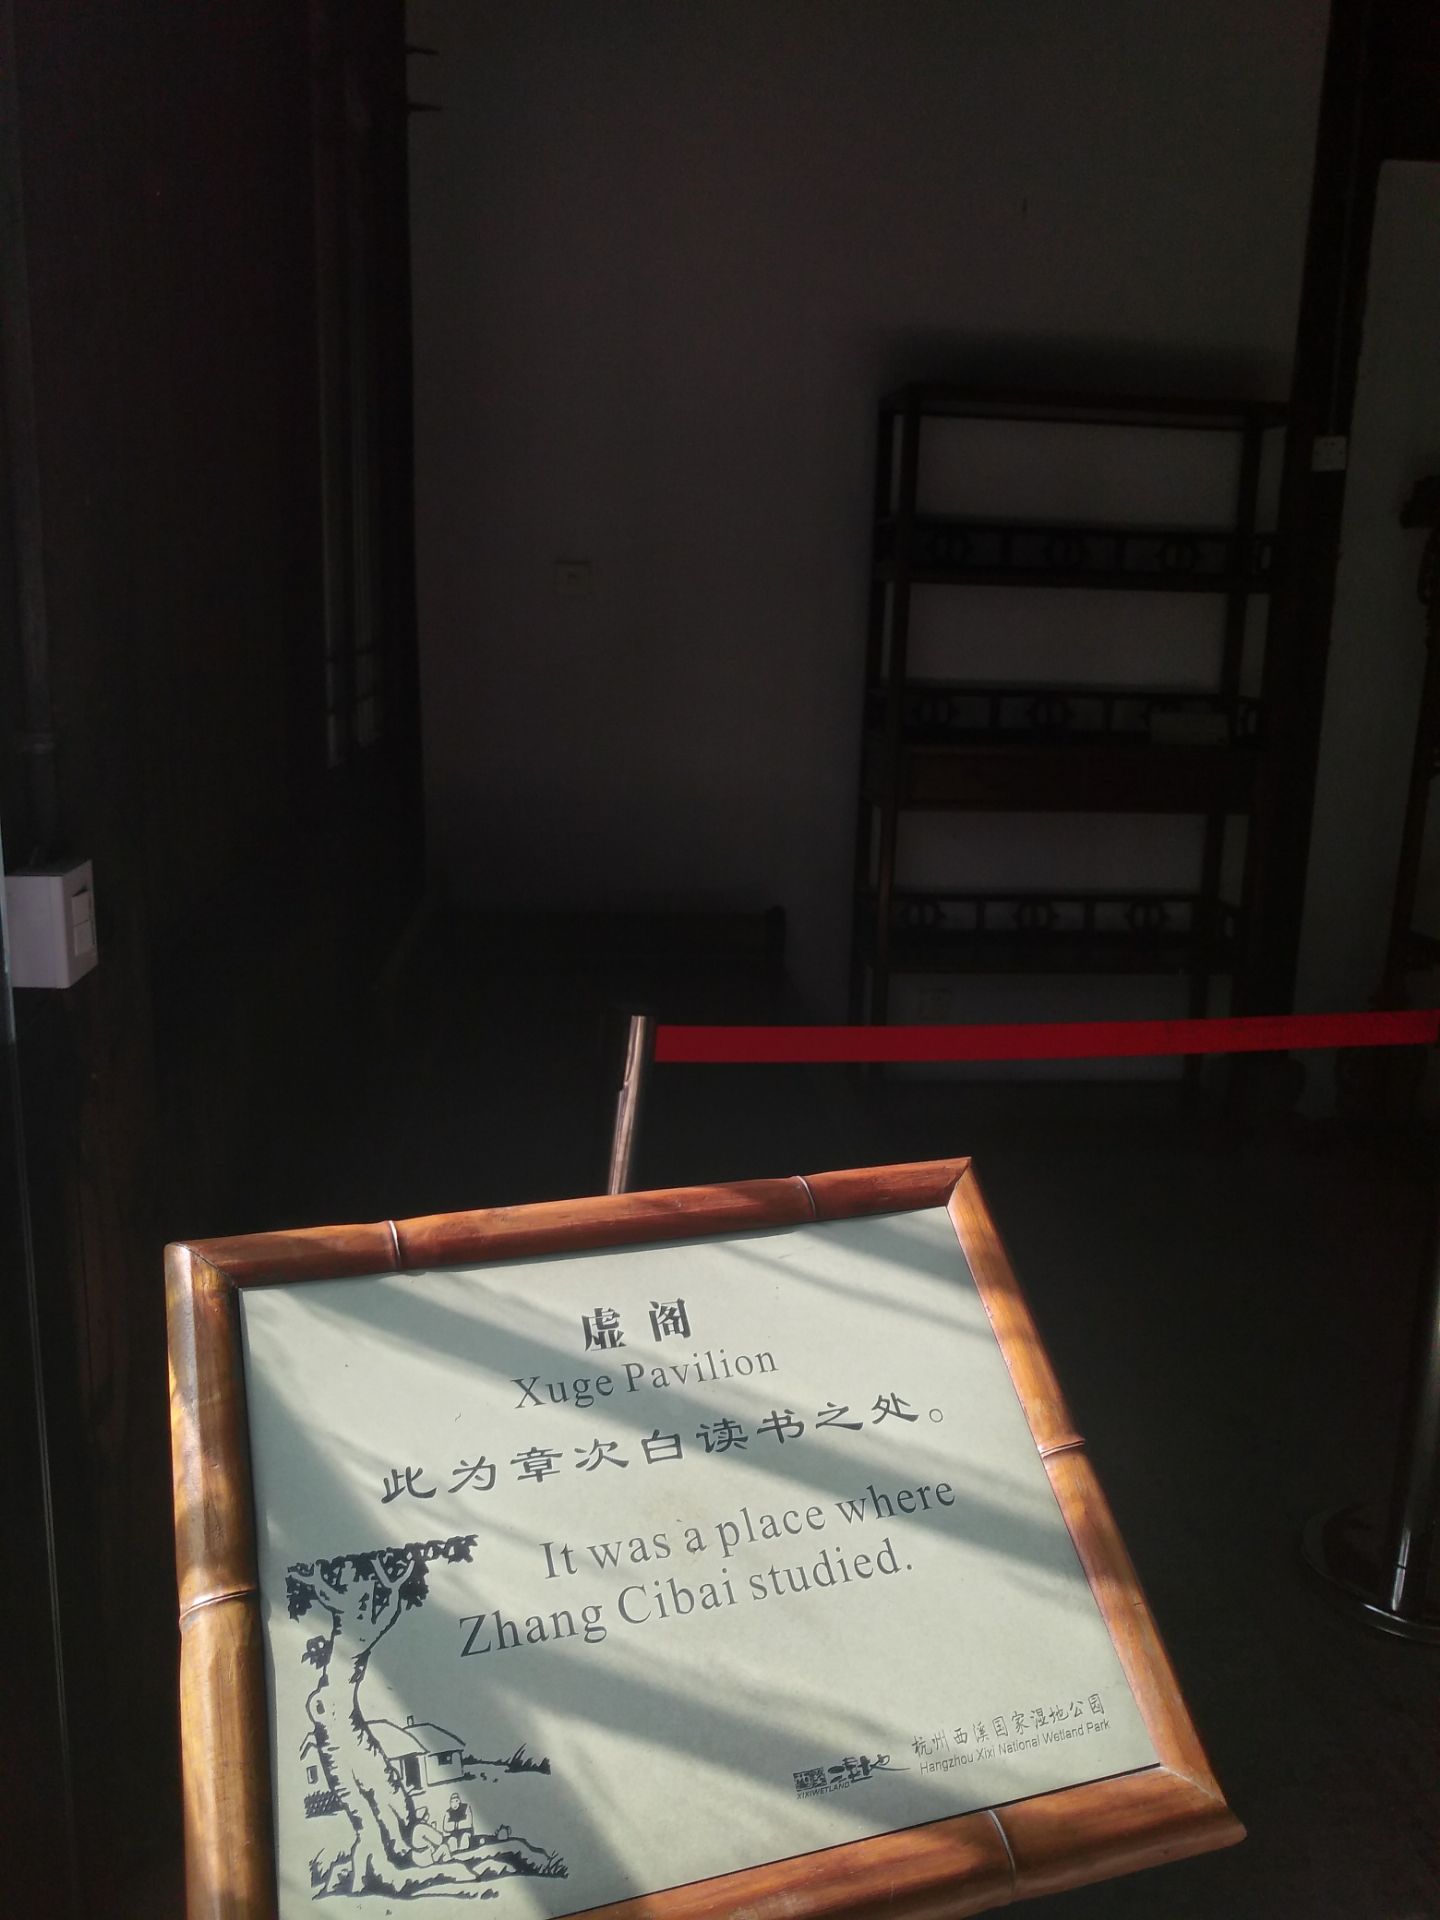 虚阁
Xuge Pavilion
此为章次白读书之处。
It was a place where
Zhang Cibai studied.
杭州西溪国家湿地公园
Hangzhou Xixi National Wetland Park
XIXIWETLAND